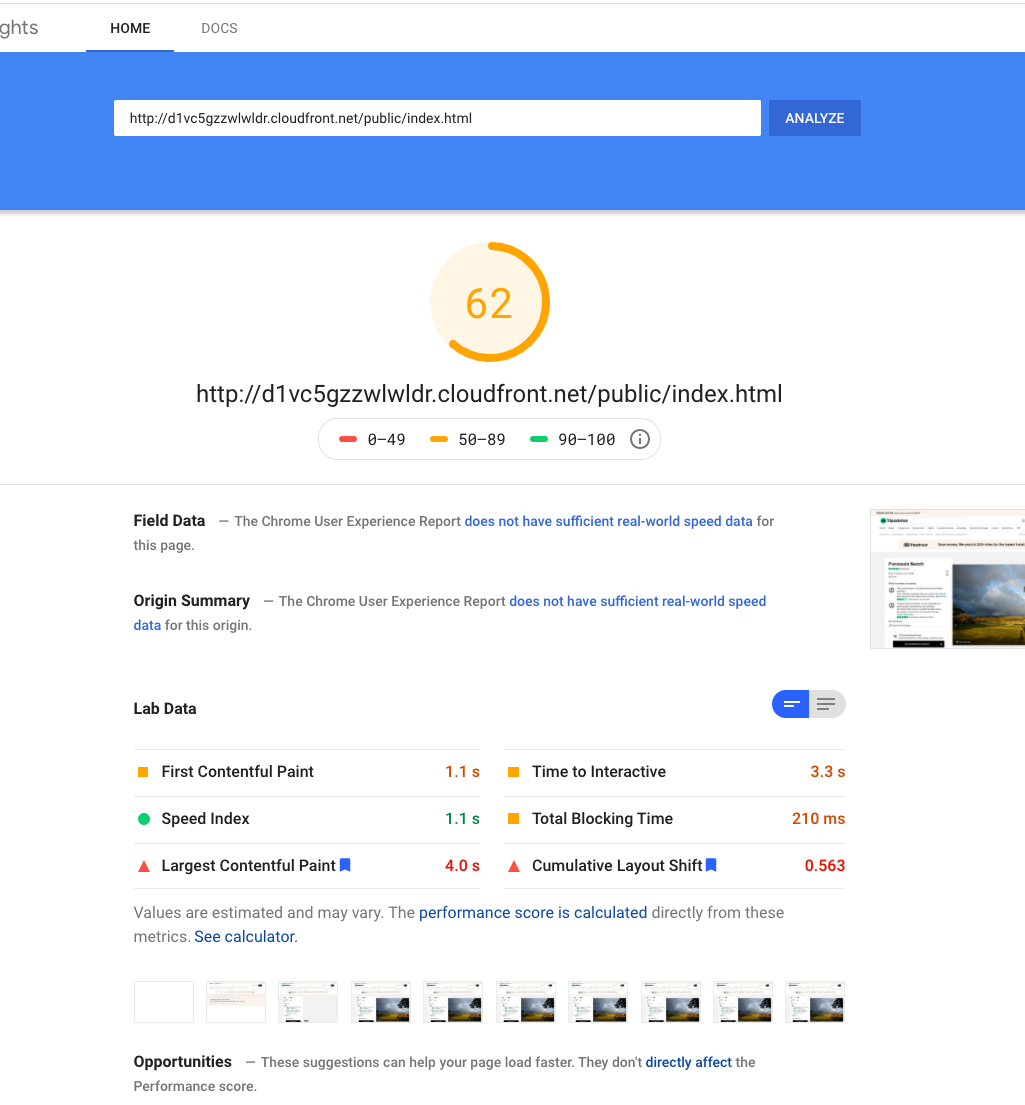 ghts HOME DOCS
http://d1vc5gzzwlwldr.cloudfront.net/public/index.html ANALYZE
62
http://d1vc5gzzwlwldr.cloudfront.net/public/index.html
0–49 50–89 90–100
Field Data — The Chrome User Experience Report does not have sufficient real-world speed data for
this page.
Tripadvisor
Punalulu Beach
Origin Summary — The Chrome User Experience Report does not have sufficient real-world speed
data for this origin.
Lab Data
First Contentful Paint 1.1 s Time to Interactive 3.3 s
Speed Index 1.1 s Total Blocking Time 210 ms
Largest Contentful Paint 4.0 s Cumulative Layout Shift 0.563
Values are estimated and may vary. The performance score is calculated directly from these
metrics. See calculator.
Opportunities — These suggestions can help your page load faster. They don't directly affect the
Performance score.